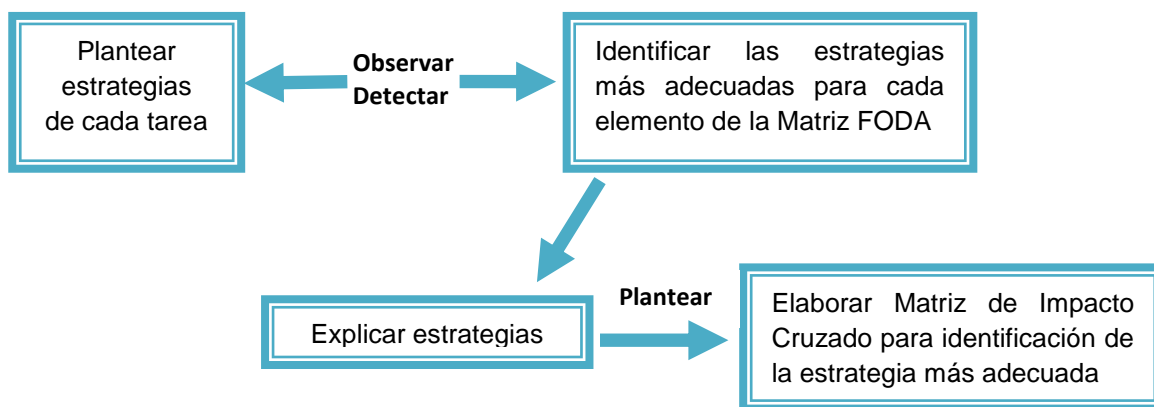 Plantear
estrategias
de cada tarea
Observar
Detectar
Identificar las estrategias
más adecuadas para cada
elemento de la Matriz FODA
Explicar estrategias
Plantear
Elaborar Matriz de Impacto
Cruzado para identificación de
la estrategia más adecuada